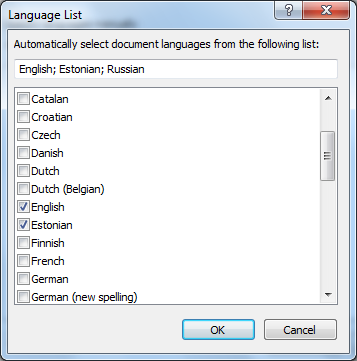 Language List
Automatically select document languages from the following list:
English; Estonian; Russian
Catalan
Croatian
Czech
Danish
Dutch
Dutch (Belgian)
English
Estonian
Finnish
French
German
German (new spelling)
OK
Cancel